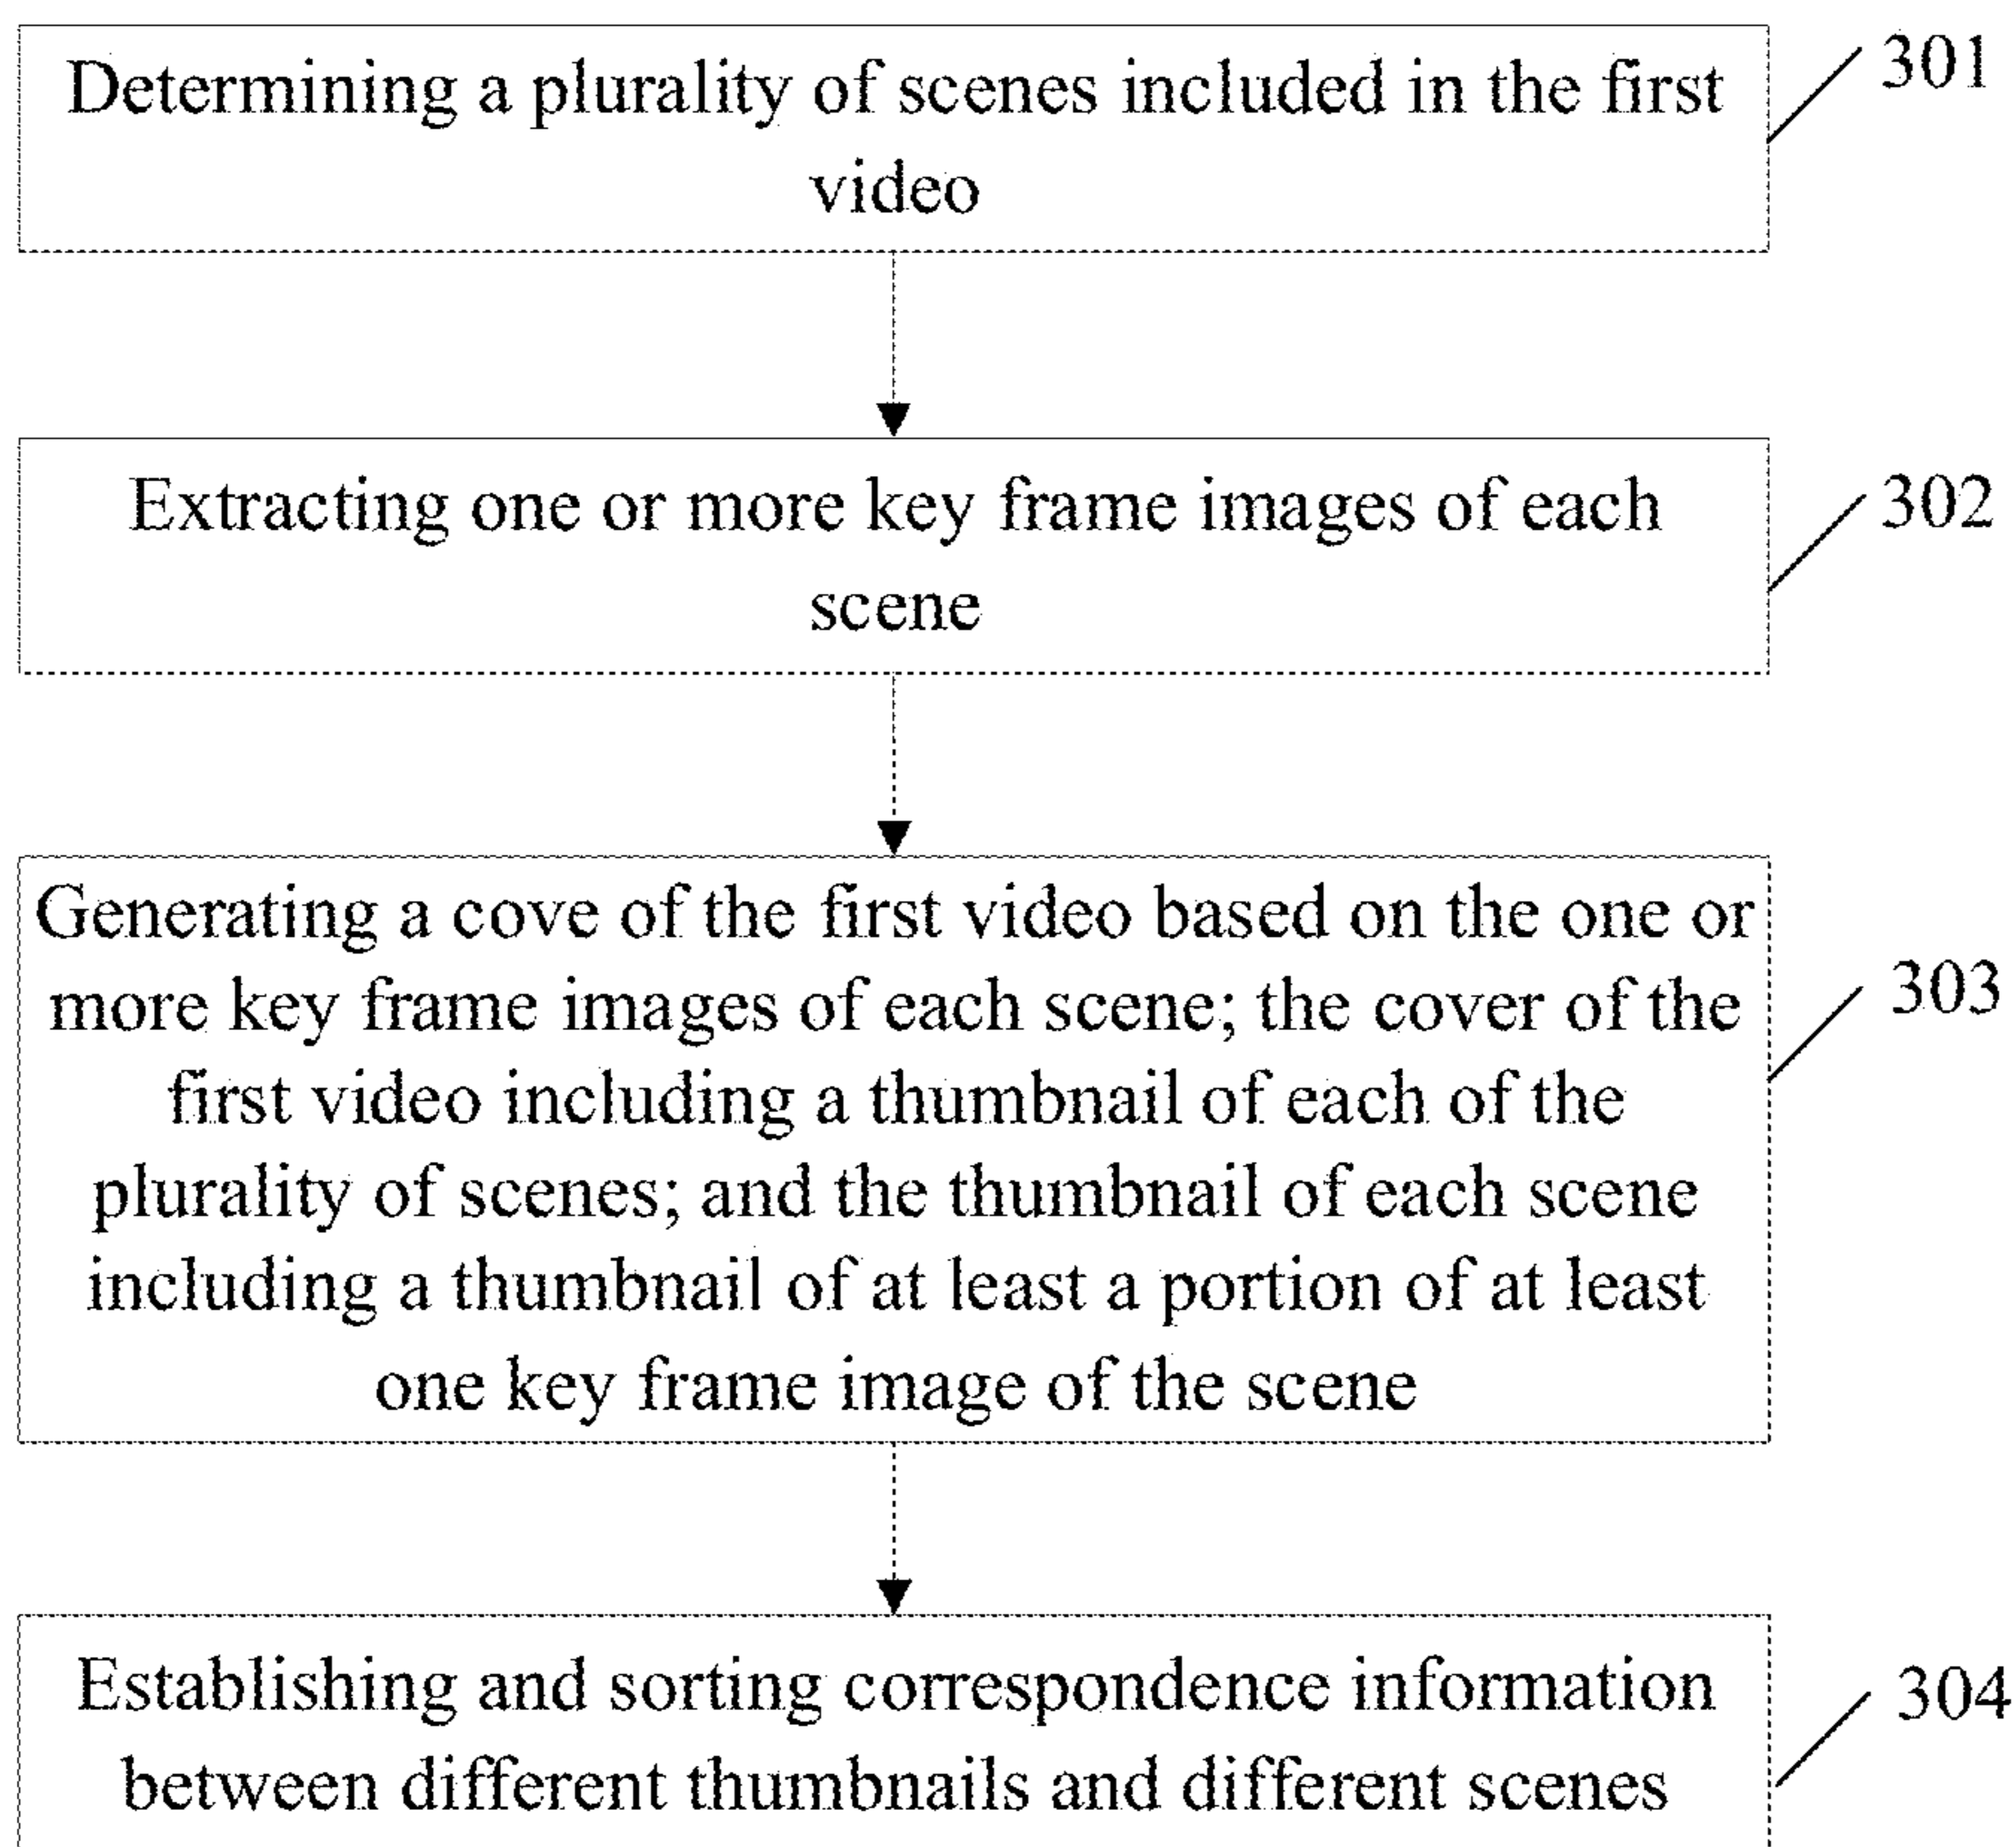 Determining a plurality of scenes included in the first
video
301
Extracting one or more key frame images of each
scene
302
Generating a cove of the first video based on the one or
more key frame images of each scene; the cover of the
first video including a thumbnail of each of the
plurality of scenes; and the thumbnail of each scene
including a thumbnail of at least a portion of at least
one key frame image of the scene
303
Establishing and sorting correspondence information
between different thumbnails and different scenes
304